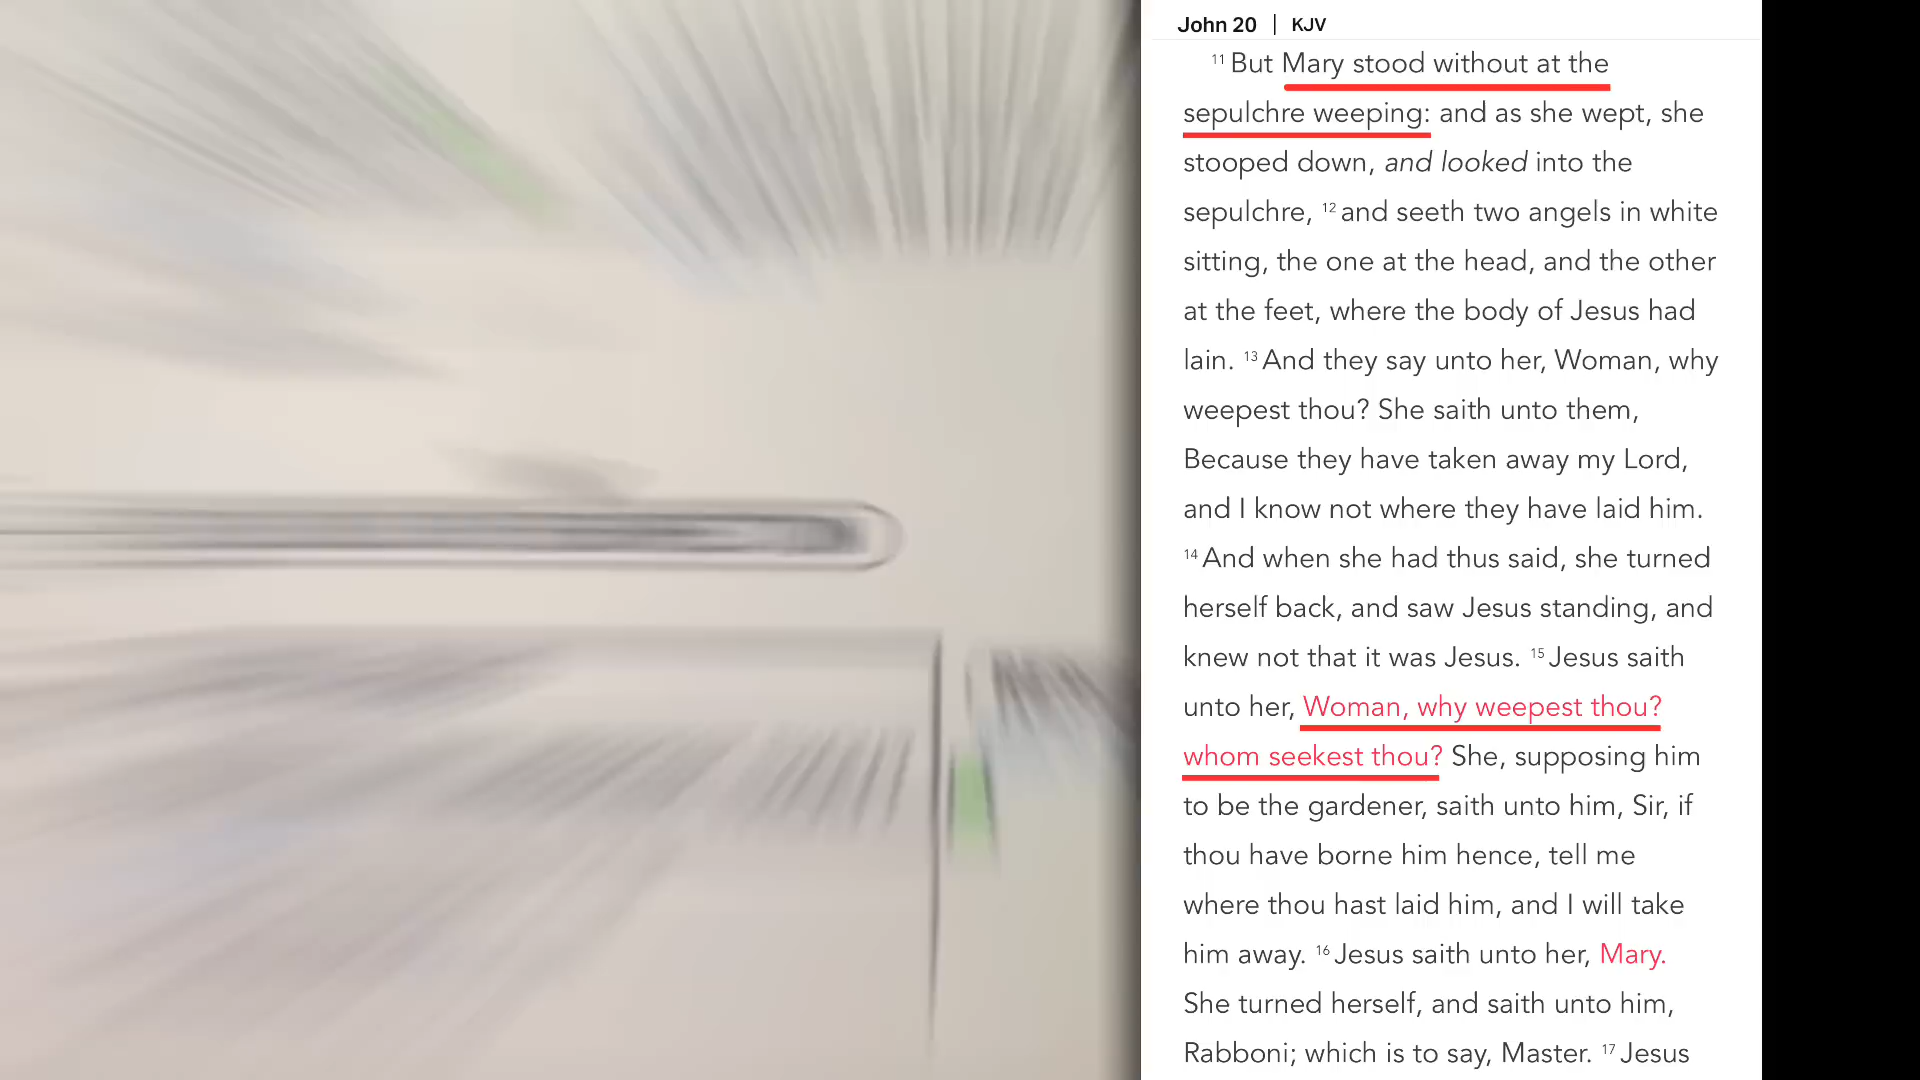 John 20 | KJV
11 But Mary stood without at the
sepulchre weeping: and as she wept, she
stooped down, and looked into the
sepulchre, 12 and seeth two angels in white
sitting, the one at the head, and the other
at the feet, where the body of Jesus had
lain. 13 And they say unto her, Woman, why
weepest thou? She saith unto them,
Because they have taken away my Lord,
and I know not where they have laid him.
14 And when she had thus said, she turned
herself back, and saw Jesus standing, and
knew not that it was Jesus. 15 Jesus saith
unto her, Woman, why weepest thou?
whom seekest thou? She, supposing him
to be the gardener, saith unto him, Sir, if
thou have borne him hence, tell me
where thou hast laid him, and I will take
him away. 16 Jesus saith unto her, Mary.
She turned herself, and saith unto him,
Rabboni; which is to say, Master. 17 Jesus